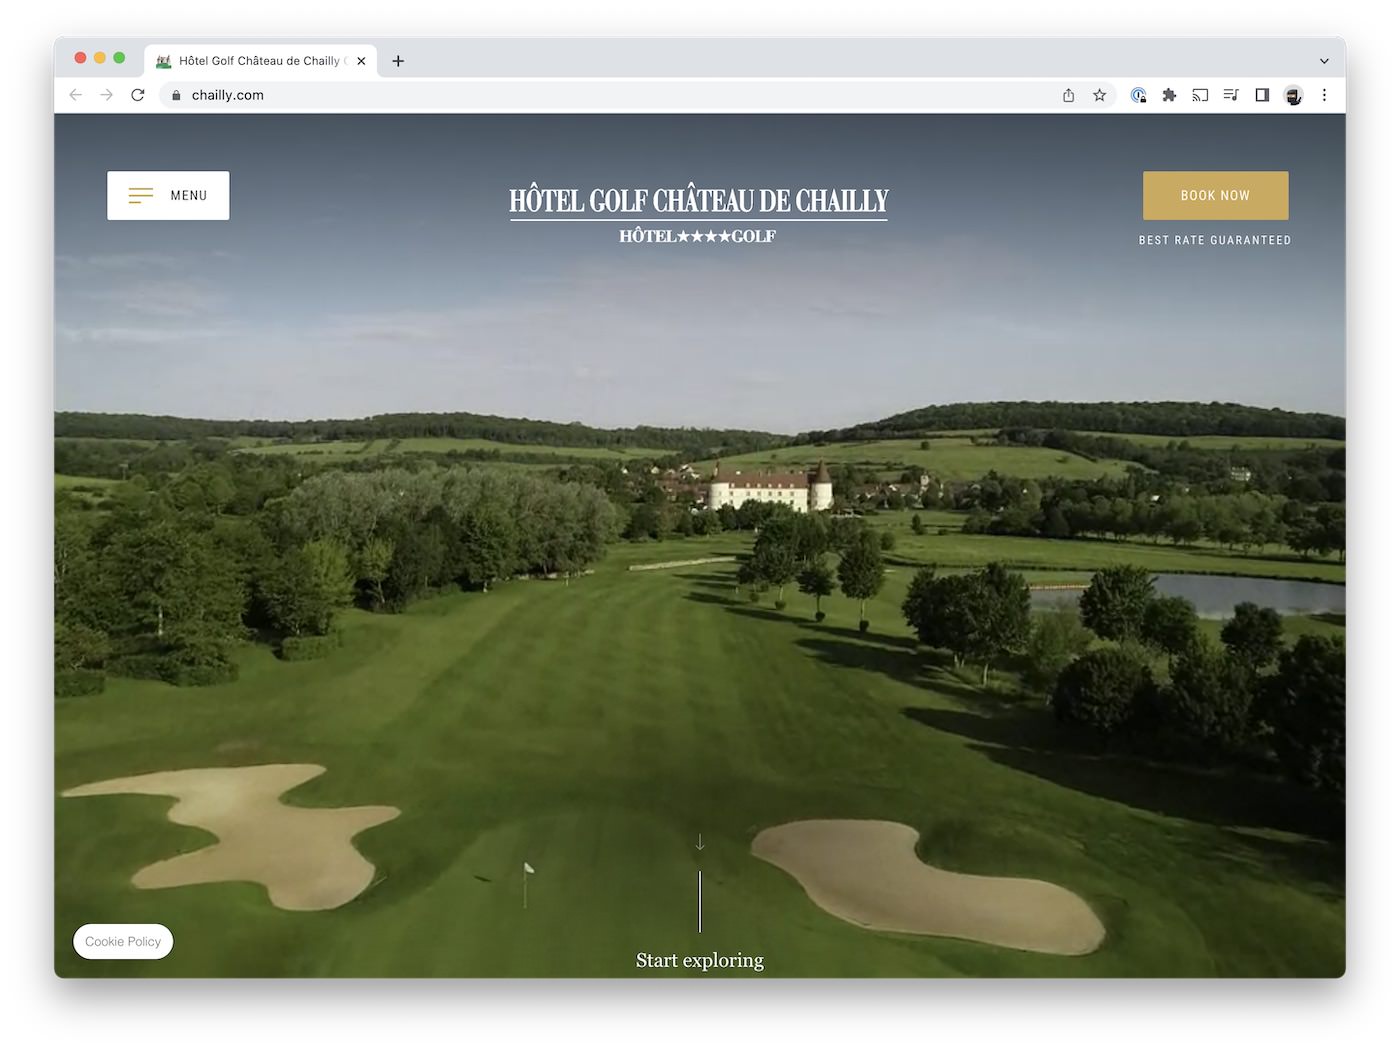 Hôtel Golf Château de Chailly
chailly.com
MENU
HÔTEL GOLF CHÂTEAU DE CHAILLY
HÔTEL★★★★GOLF
BOOK NOW
BEST RATE GUARANTEED
Cookie Policy
Start exploring